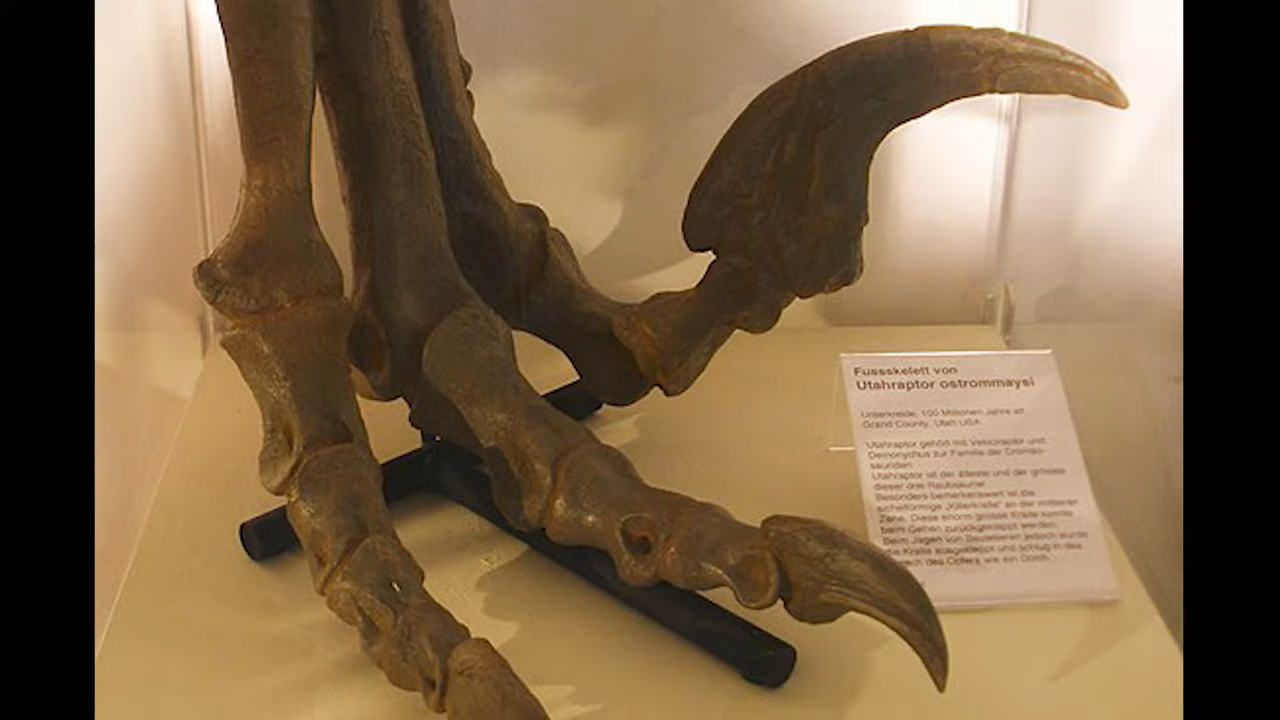 Fussskelett von
Utahraptor ostrommaysi
Unterkreide, 100 Millionen Jahre alt
Grand County, Utah USA
Utahraptor gehört mit Velociraptor und
Deinonychus zur Familie der Dromäo-
sauriden.
Utahraptor ist der älteste und der grösste
dieser drei Raubsaurier.
Besonders bemerkenswert ist die
sichelförmige „Killerkralle“ an der mittleren
Zehe. Diese enorm grosse Kralle konnte
beim Gehen zurückgeklappt werden.
Beim Jagen von Beutetieren jedoch wurde
die Kralle ausgeklappt und schlug in den
des Opfers wie ein Dolch.